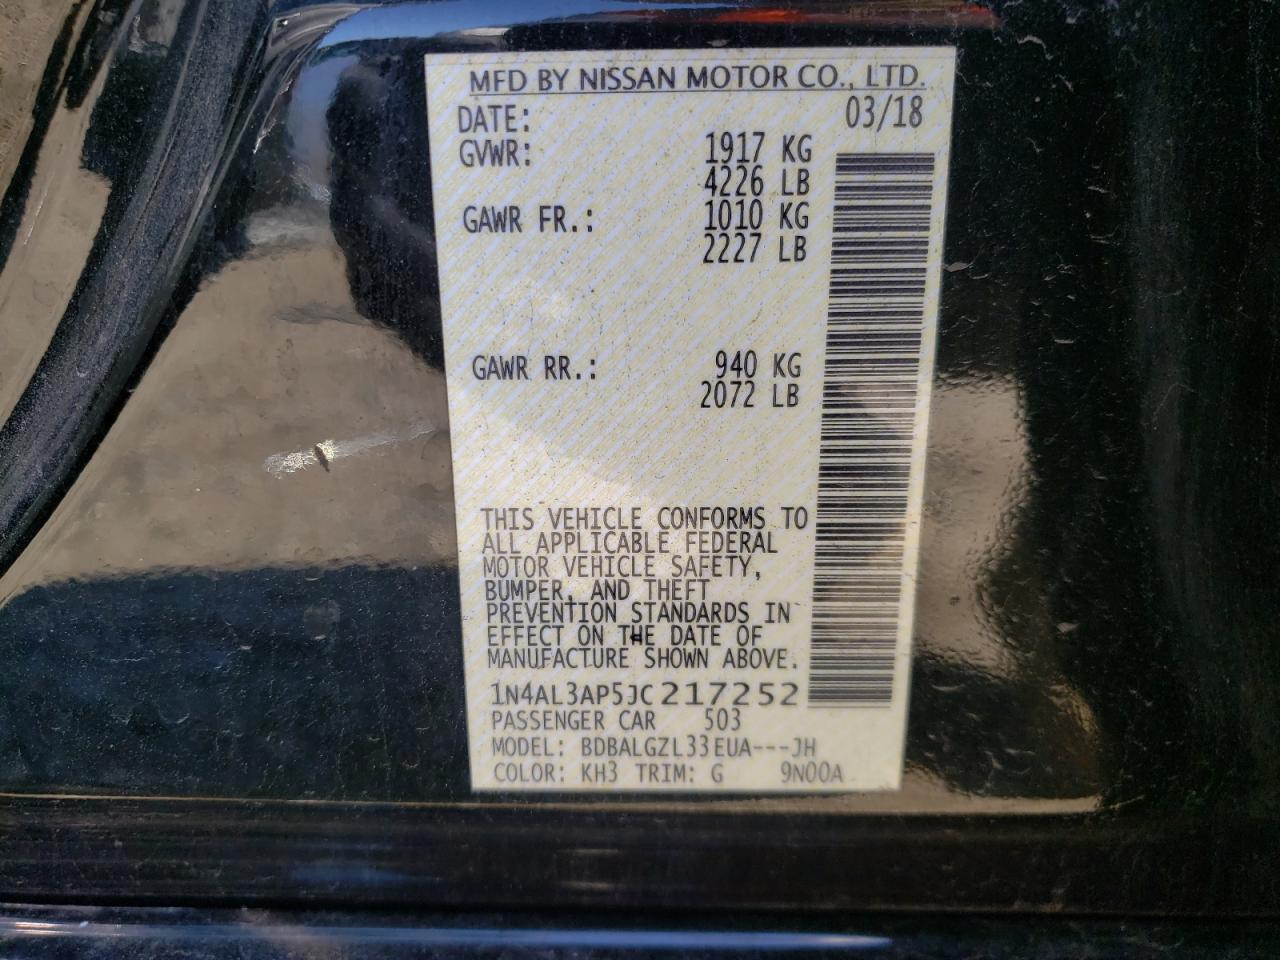 MFD BY NISSAN MOTOR CO., LTD.
DATE: 03/18
GVWR: 1917 KG
4226 LB
GAWR FR.: 1010 KG
2227 LB
GAWR RR.: 940 KG
2072 LB
THIS VEHICLE CONFORMS TO
ALL APPLICABLE FEDERAL
MOTOR VEHICLE SAFETY,
BUMPER, AND THEFT
PREVENTION STANDARDS IN
EFFECT ON THE DATE OF
MANUFACTURE SHOWN ABOVE.
1N4AL3AP5JC217252
PASSENGER CAR 503
MODEL: BDBALGZL33EUA---JH
COLOR: KH3 TRIM: G 9N00A